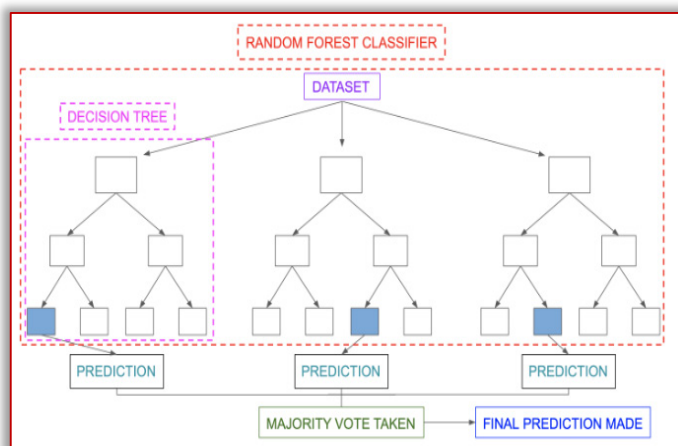 RANDOM FOREST CLASSIFIER
DATASET
DECISION TREE
PREDICTION
PREDICTION
PREDICTION
MAJORITY VOTE TAKEN
FINAL PREDICTION MADE